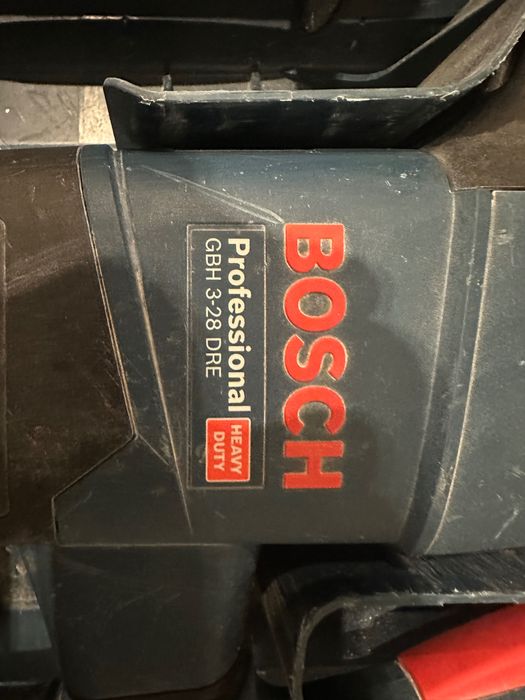 BOSCH
Professional
GBH 3-28 DRE
HEAVY
DUTY